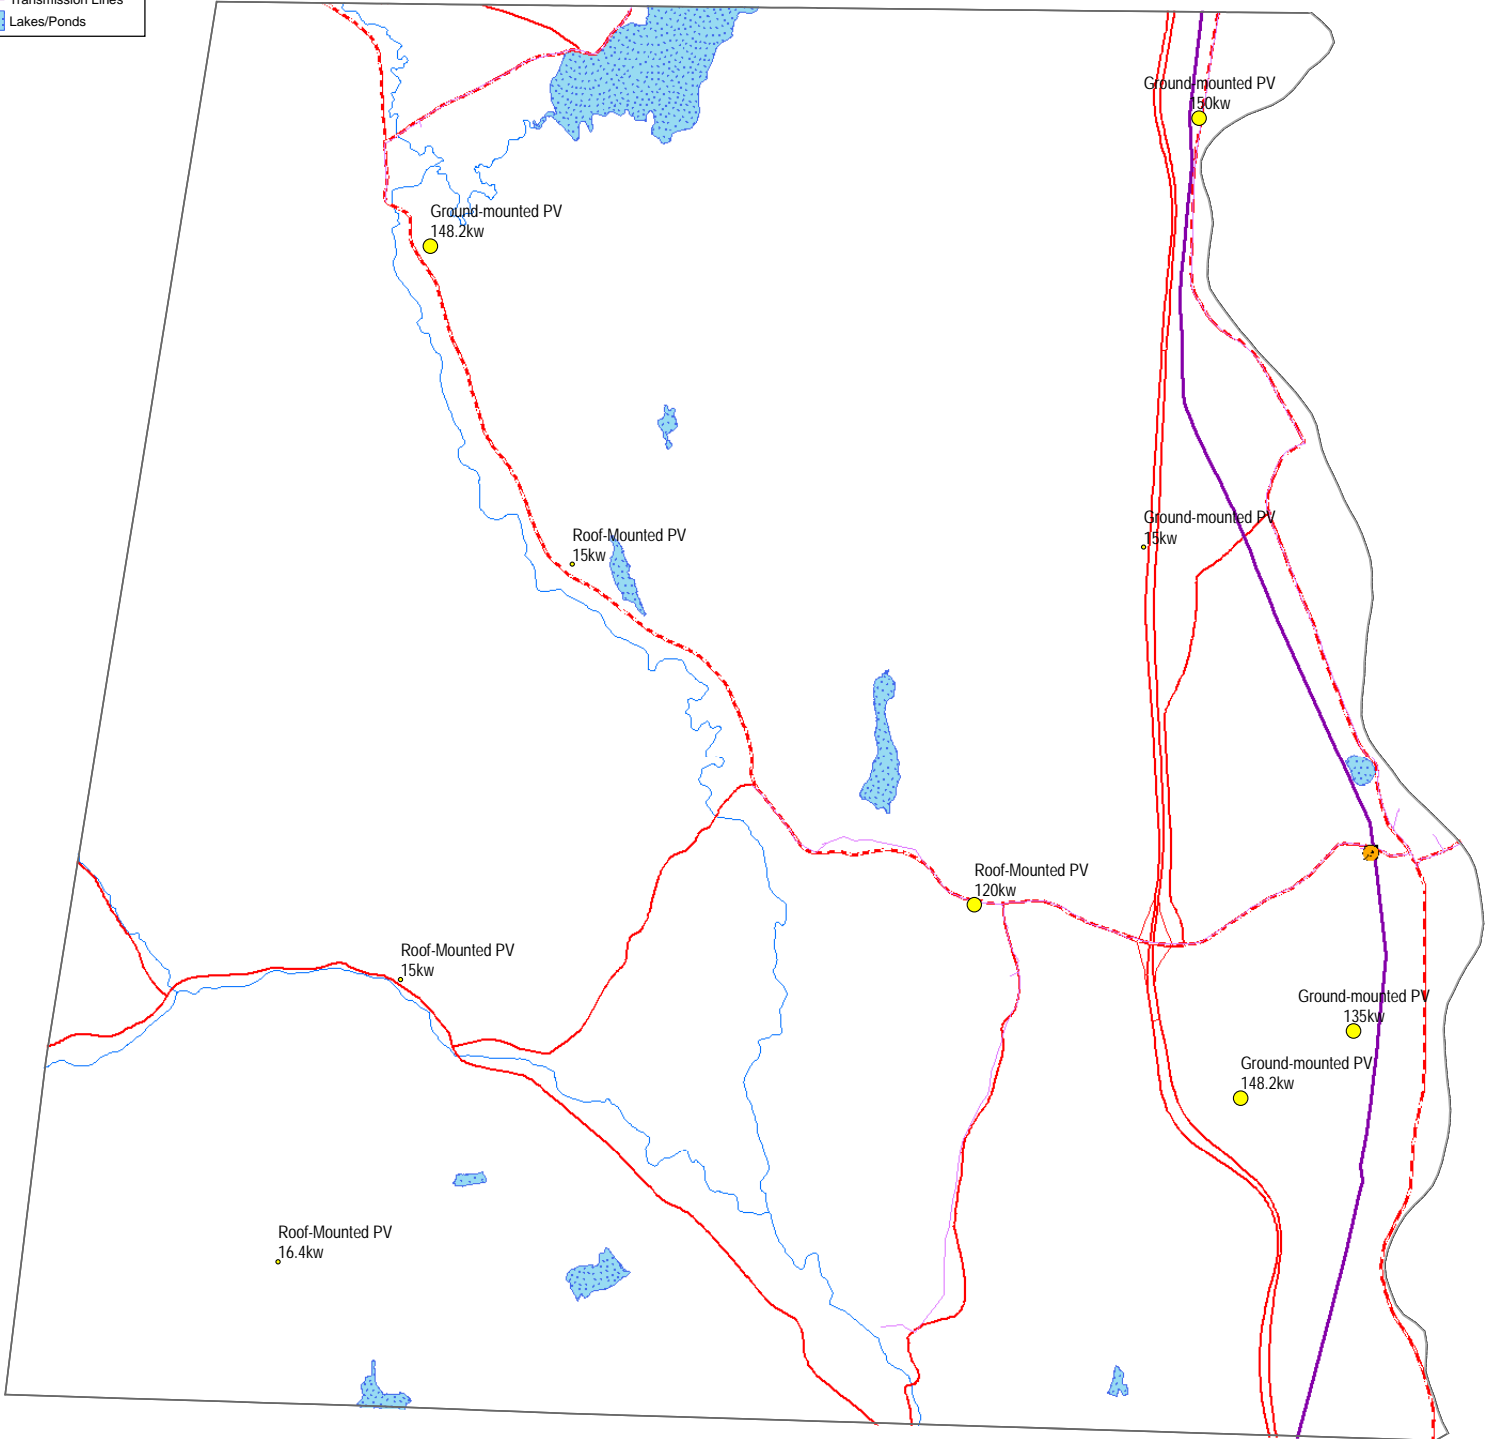 Transmission Lines
Lakes/Ponds
Ground-mounted PV
150kw
Ground-mounted PV
148.2kw
Ground-mounted PV
15kw
Roof-Mounted PV
15kw
Roof-Mounted PV
120kw
Roof-Mounted PV
15kw
Ground-mounted PV
135kw
Ground-mounted PV
148.2kw
Roof-Mounted PV
16.4kw